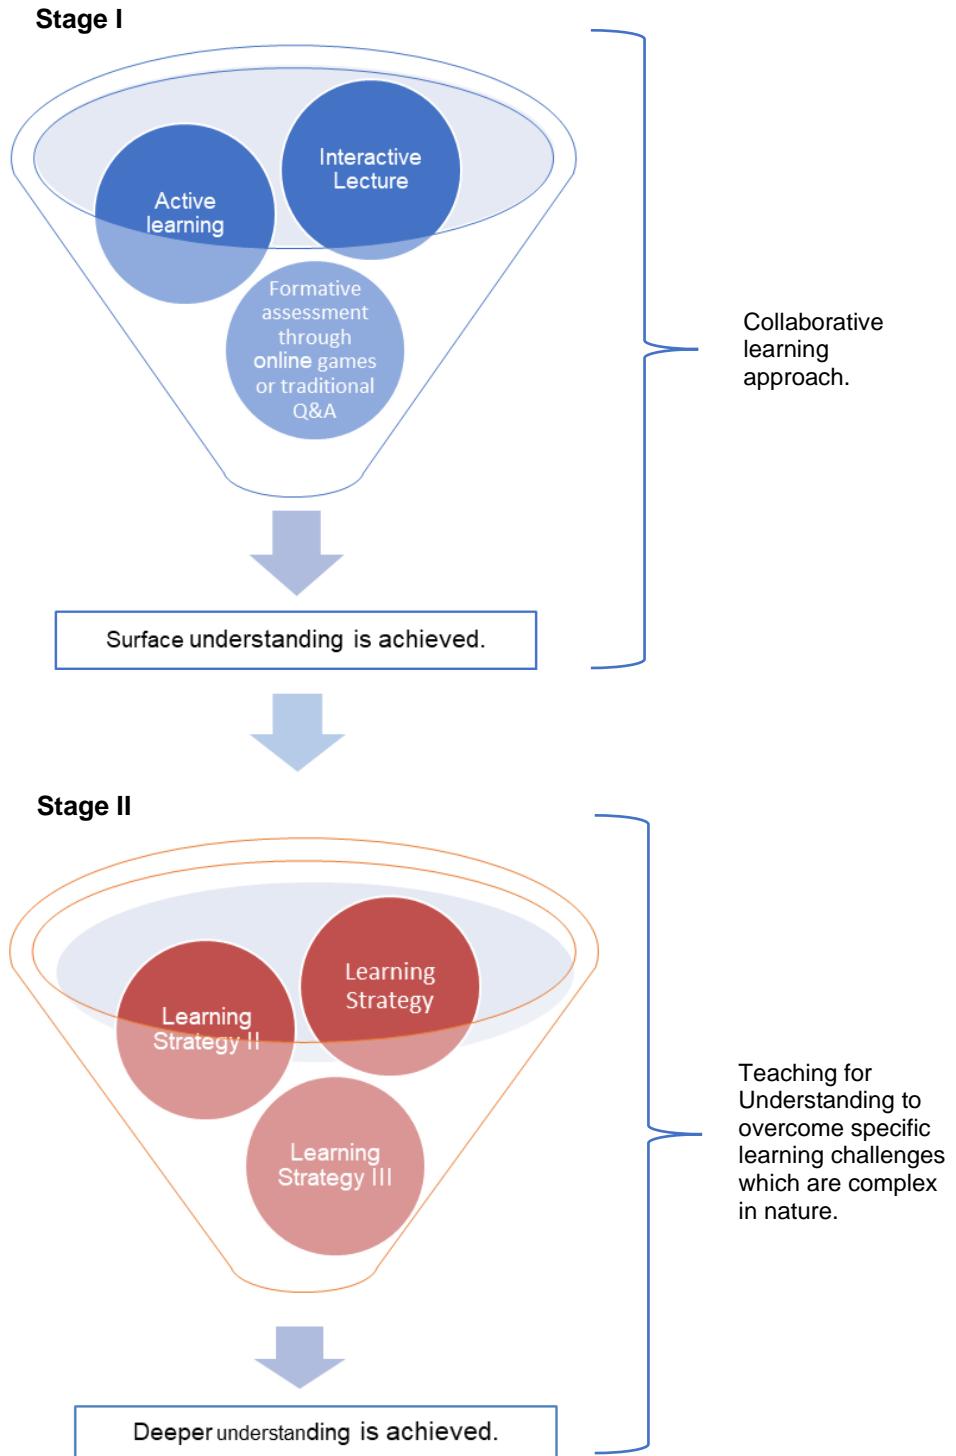 Stage I
Interactive
Lecture
Active
learning
Formative
assessment
through
online games
or traditional
Q&A
Collaborative
learning
approach.
Surface understanding is achieved.
Stage II
Learning
Strategy
Learning
Strategy II
Learning
Strategy III
Teaching for
Understanding to
overcome specific
learning challenges
which are complex
in nature.
Deeper understanding is achieved.